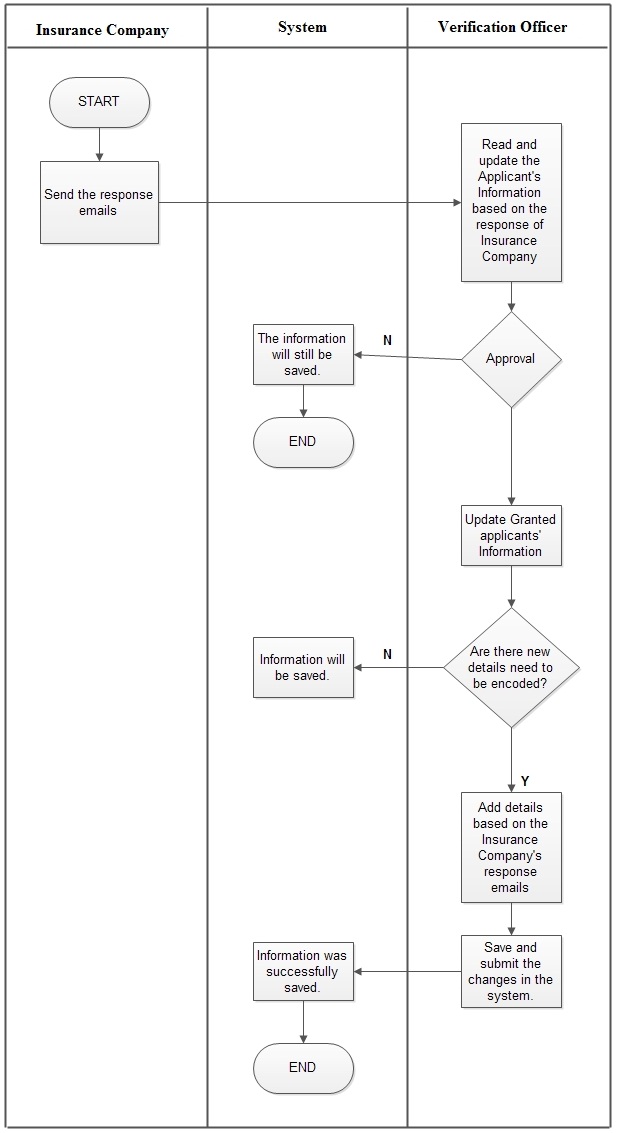 Insurance Company
System
Verification Officer
START
Send the response
emails
Read and
update the
Applicant's
Information
based on the
response of
Insurance
Company
Approval
N
The information
will still be
saved.
END
Update Granted
applicants'
Information
Are there new
details need to
be encoded?
N
Information will
be saved.
Y
Add details
based on the
Insurance
Company's
response
emails
Save and
submit the
changes in the
system.
Information was
successfully
saved.
END